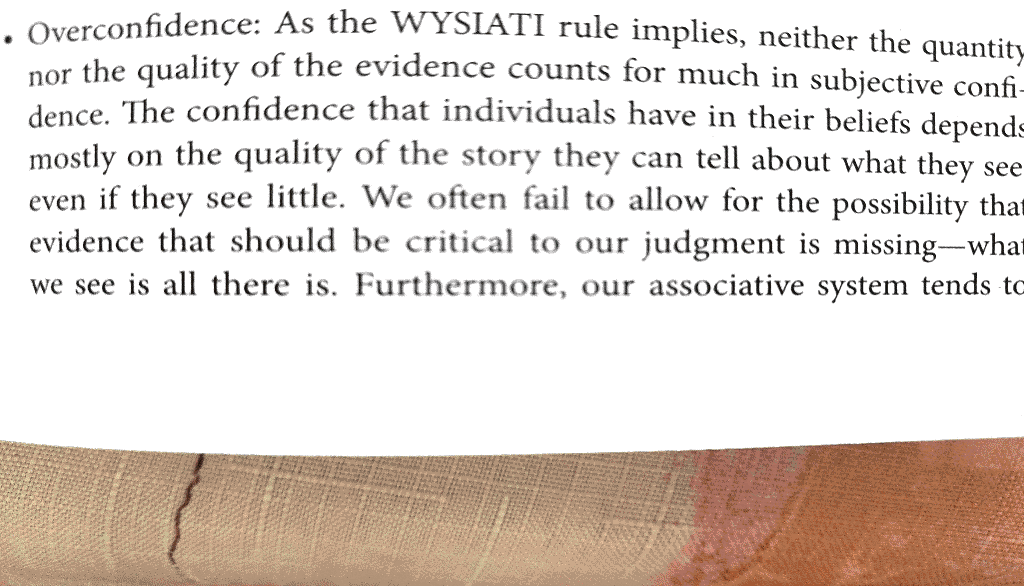 • Overconfidence: As the WYSIATI rule implies, neither the quantity
nor the quality of the evidence counts for much in subjective confi-
dence. The confidence that individuals have in their beliefs depends
mostly on the quality of the story they can tell about what they see
even if they see little. We often fail to allow for the possibility that
evidence that should be critical to our judgment is missing—what
we see is all there is. Furthermore, our associative system tends to